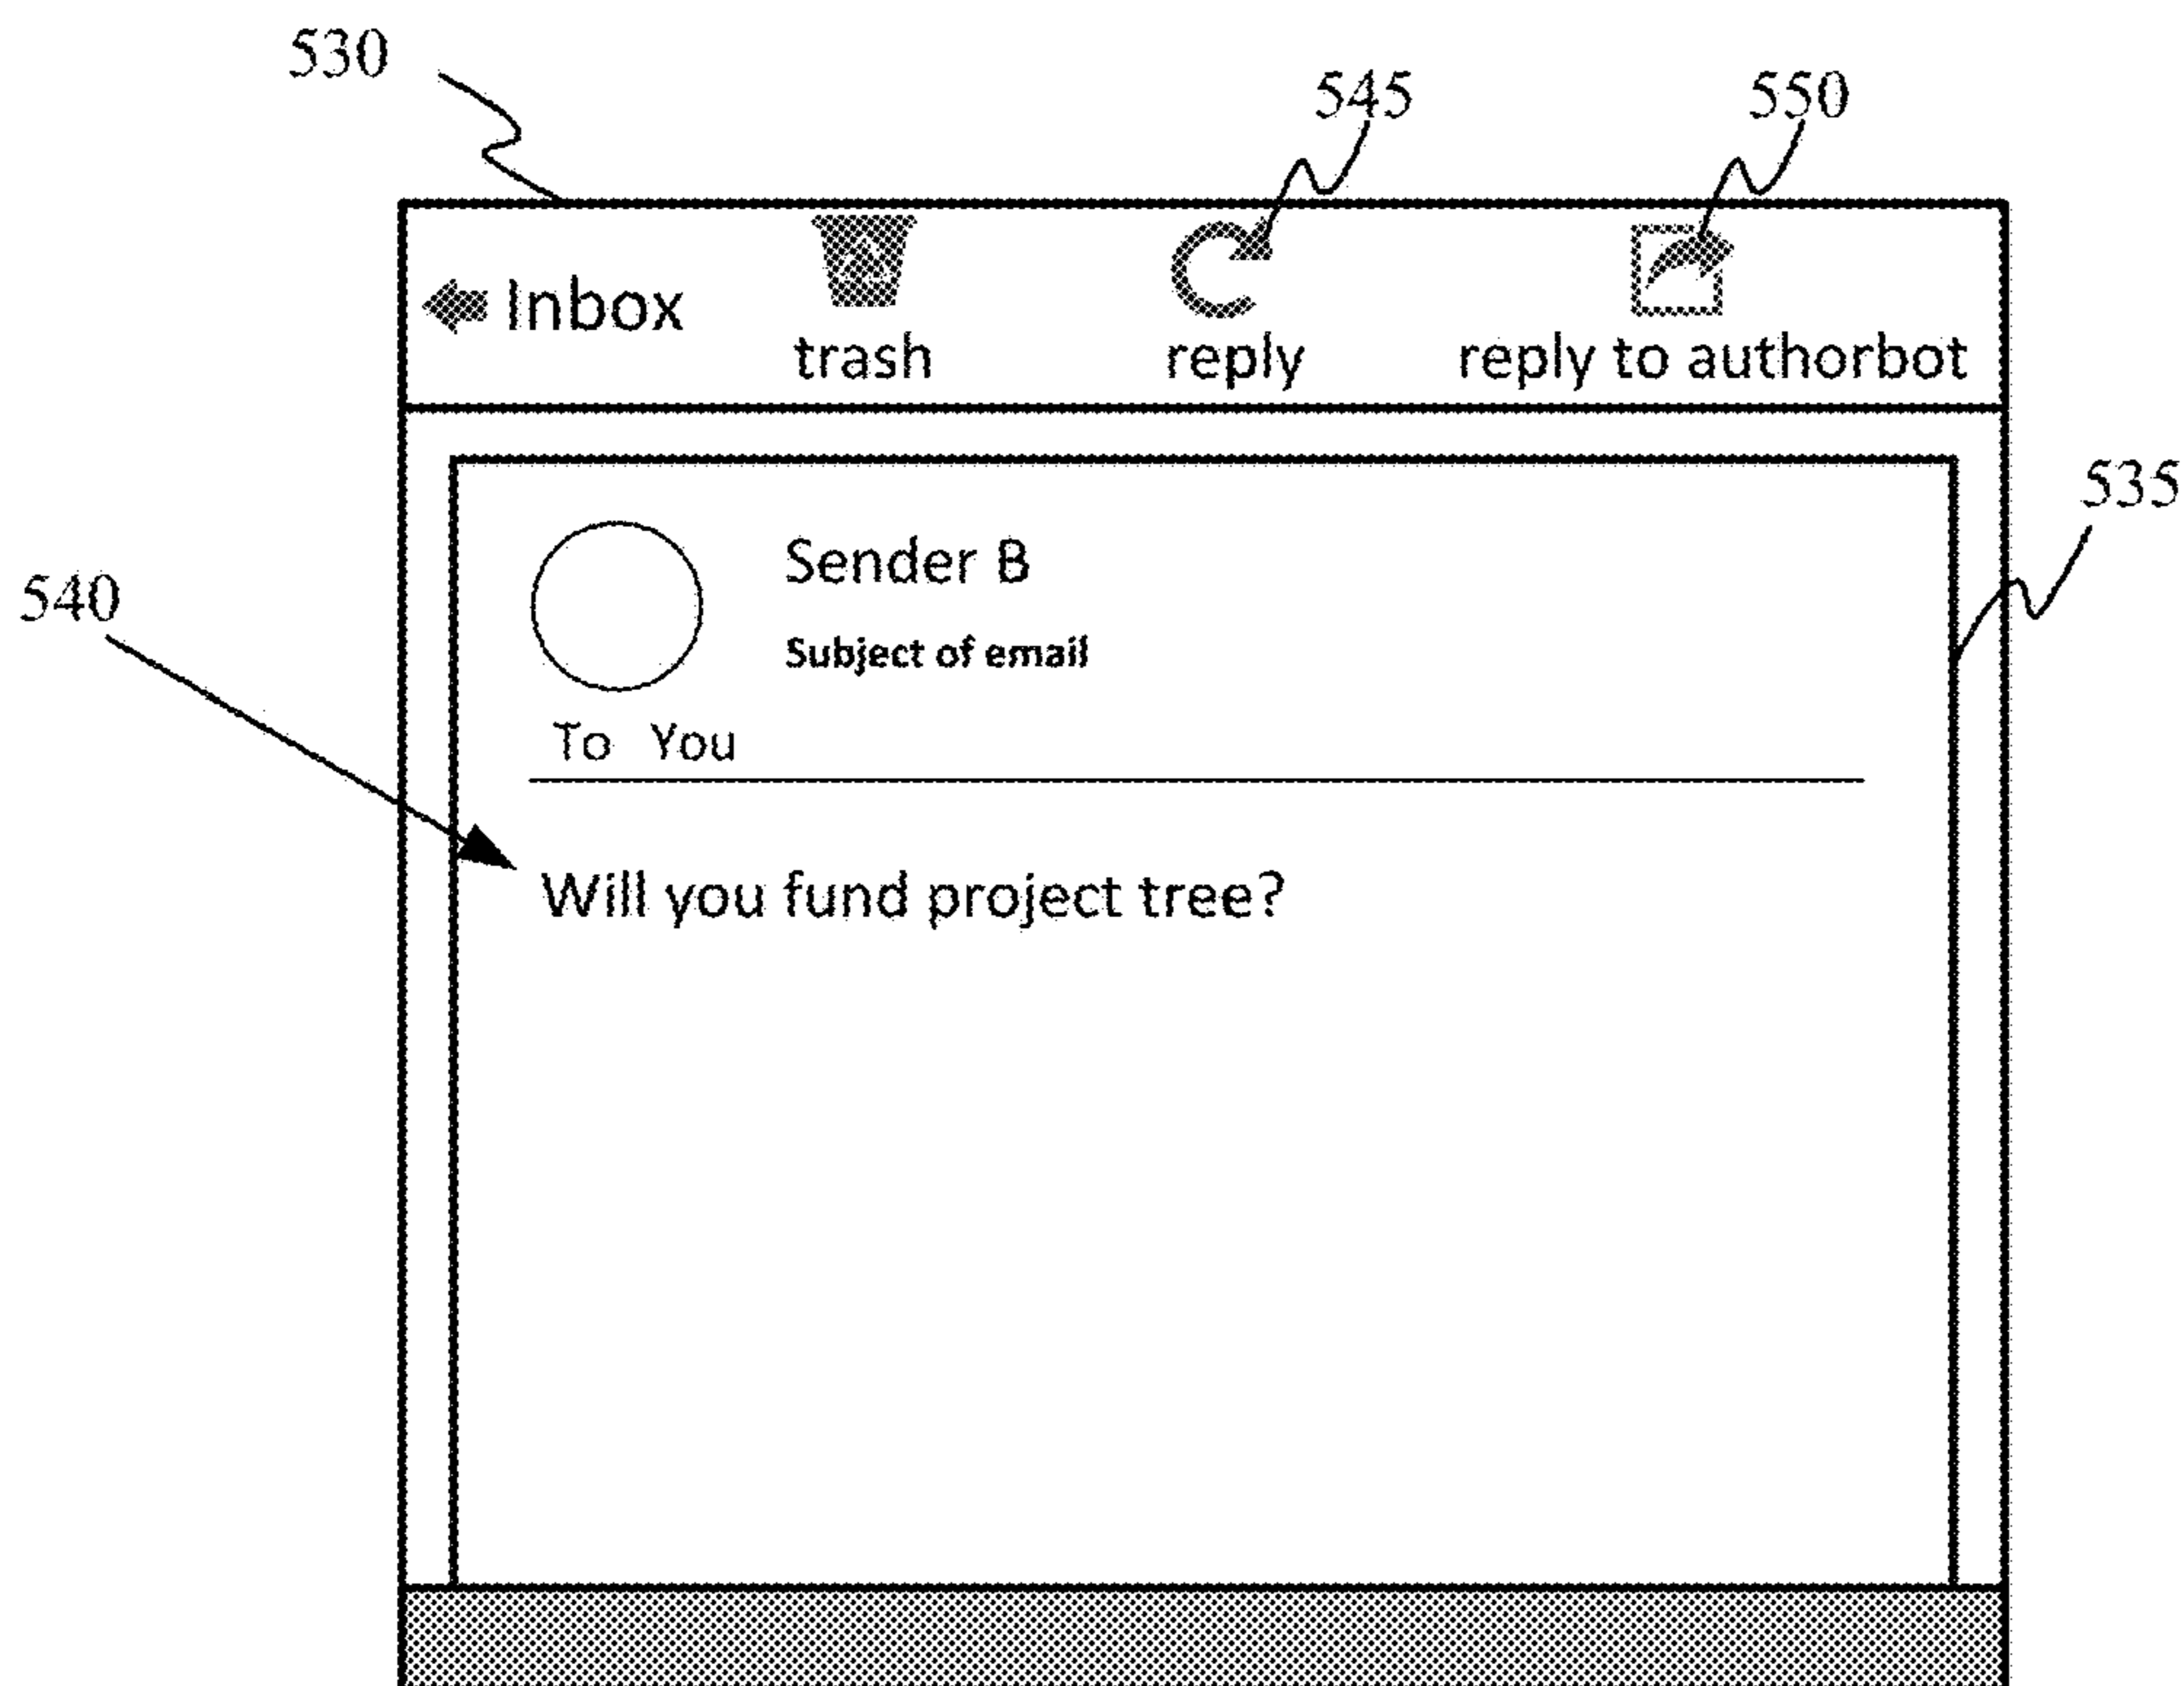 530
545
550
Inbox
trash
reply
reply to authorbot
535
Sender B
540
Subject of email
To You
Will you fund project tree?